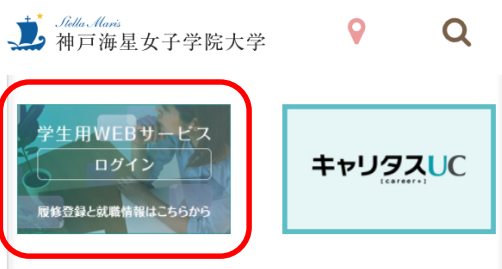 Stella Maris
神戸海星女子学院大学
学生用WEBサービス
ログイン
履修登録と就職情報はこちらから
キャリタスUC
[career+]